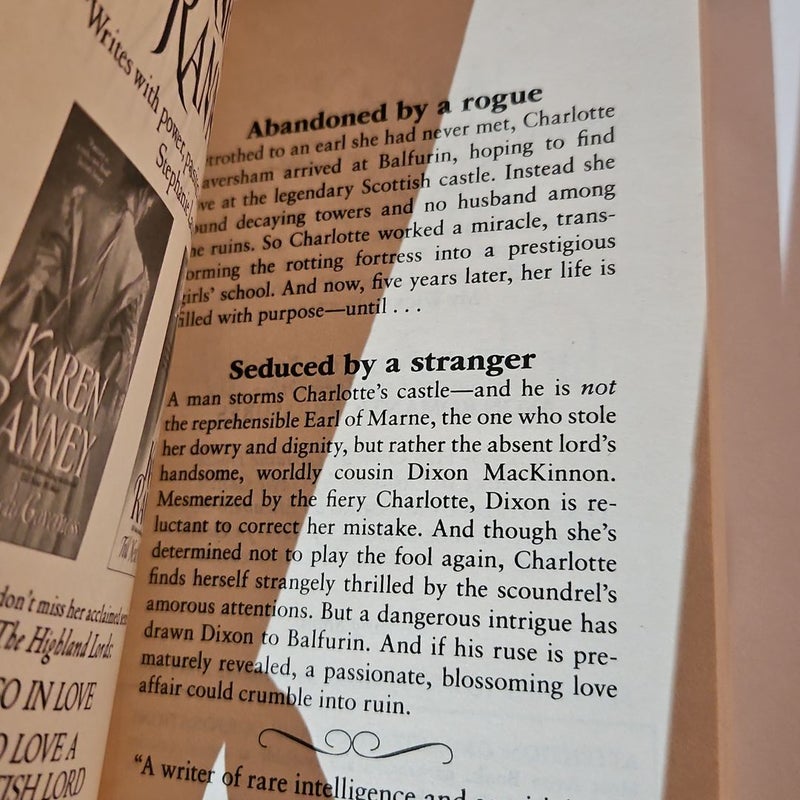 RAN
Writes with power, pas
Stephanie
KAREN
RANNEY
don't miss her acclaimed
The Highland Lords:
O IN LOVE
O LOVE A
TISH LORD
Abandoned by a rogue
trothed to an earl she had never met, Charlotte
aversham arrived at Balfurin, hoping to find
ve at the legendary Scottish castle. Instead she
ound decaying towers and no husband among
he ruins. So Charlotte worked a miracle, trans-
orming the rotting fortress into a prestigious
girls' school. And now, five years later, her life is
filled with purpose—until . . .
Seduced by a stranger
A man storms Charlotte's castle—and he is not
the reprehensible Earl of Marne, the one who stole
her dowry and dignity, but rather the absent lord's
handsome, worldly cousin Dixon MacKinnon.
Mesmerized by the fiery Charlotte, Dixon is re-
luctant to correct her mistake. And though she's
determined not to play the fool again, Charlotte
finds herself strangely thrilled by the scoundrel's
amorous attentions. But a dangerous intrigue has
drawn Dixon to Balfurin. And if his ruse is pre-
maturely revealed, a passionate, blossoming love
affair could crumble into ruin.
"A writer of rare intelligence and